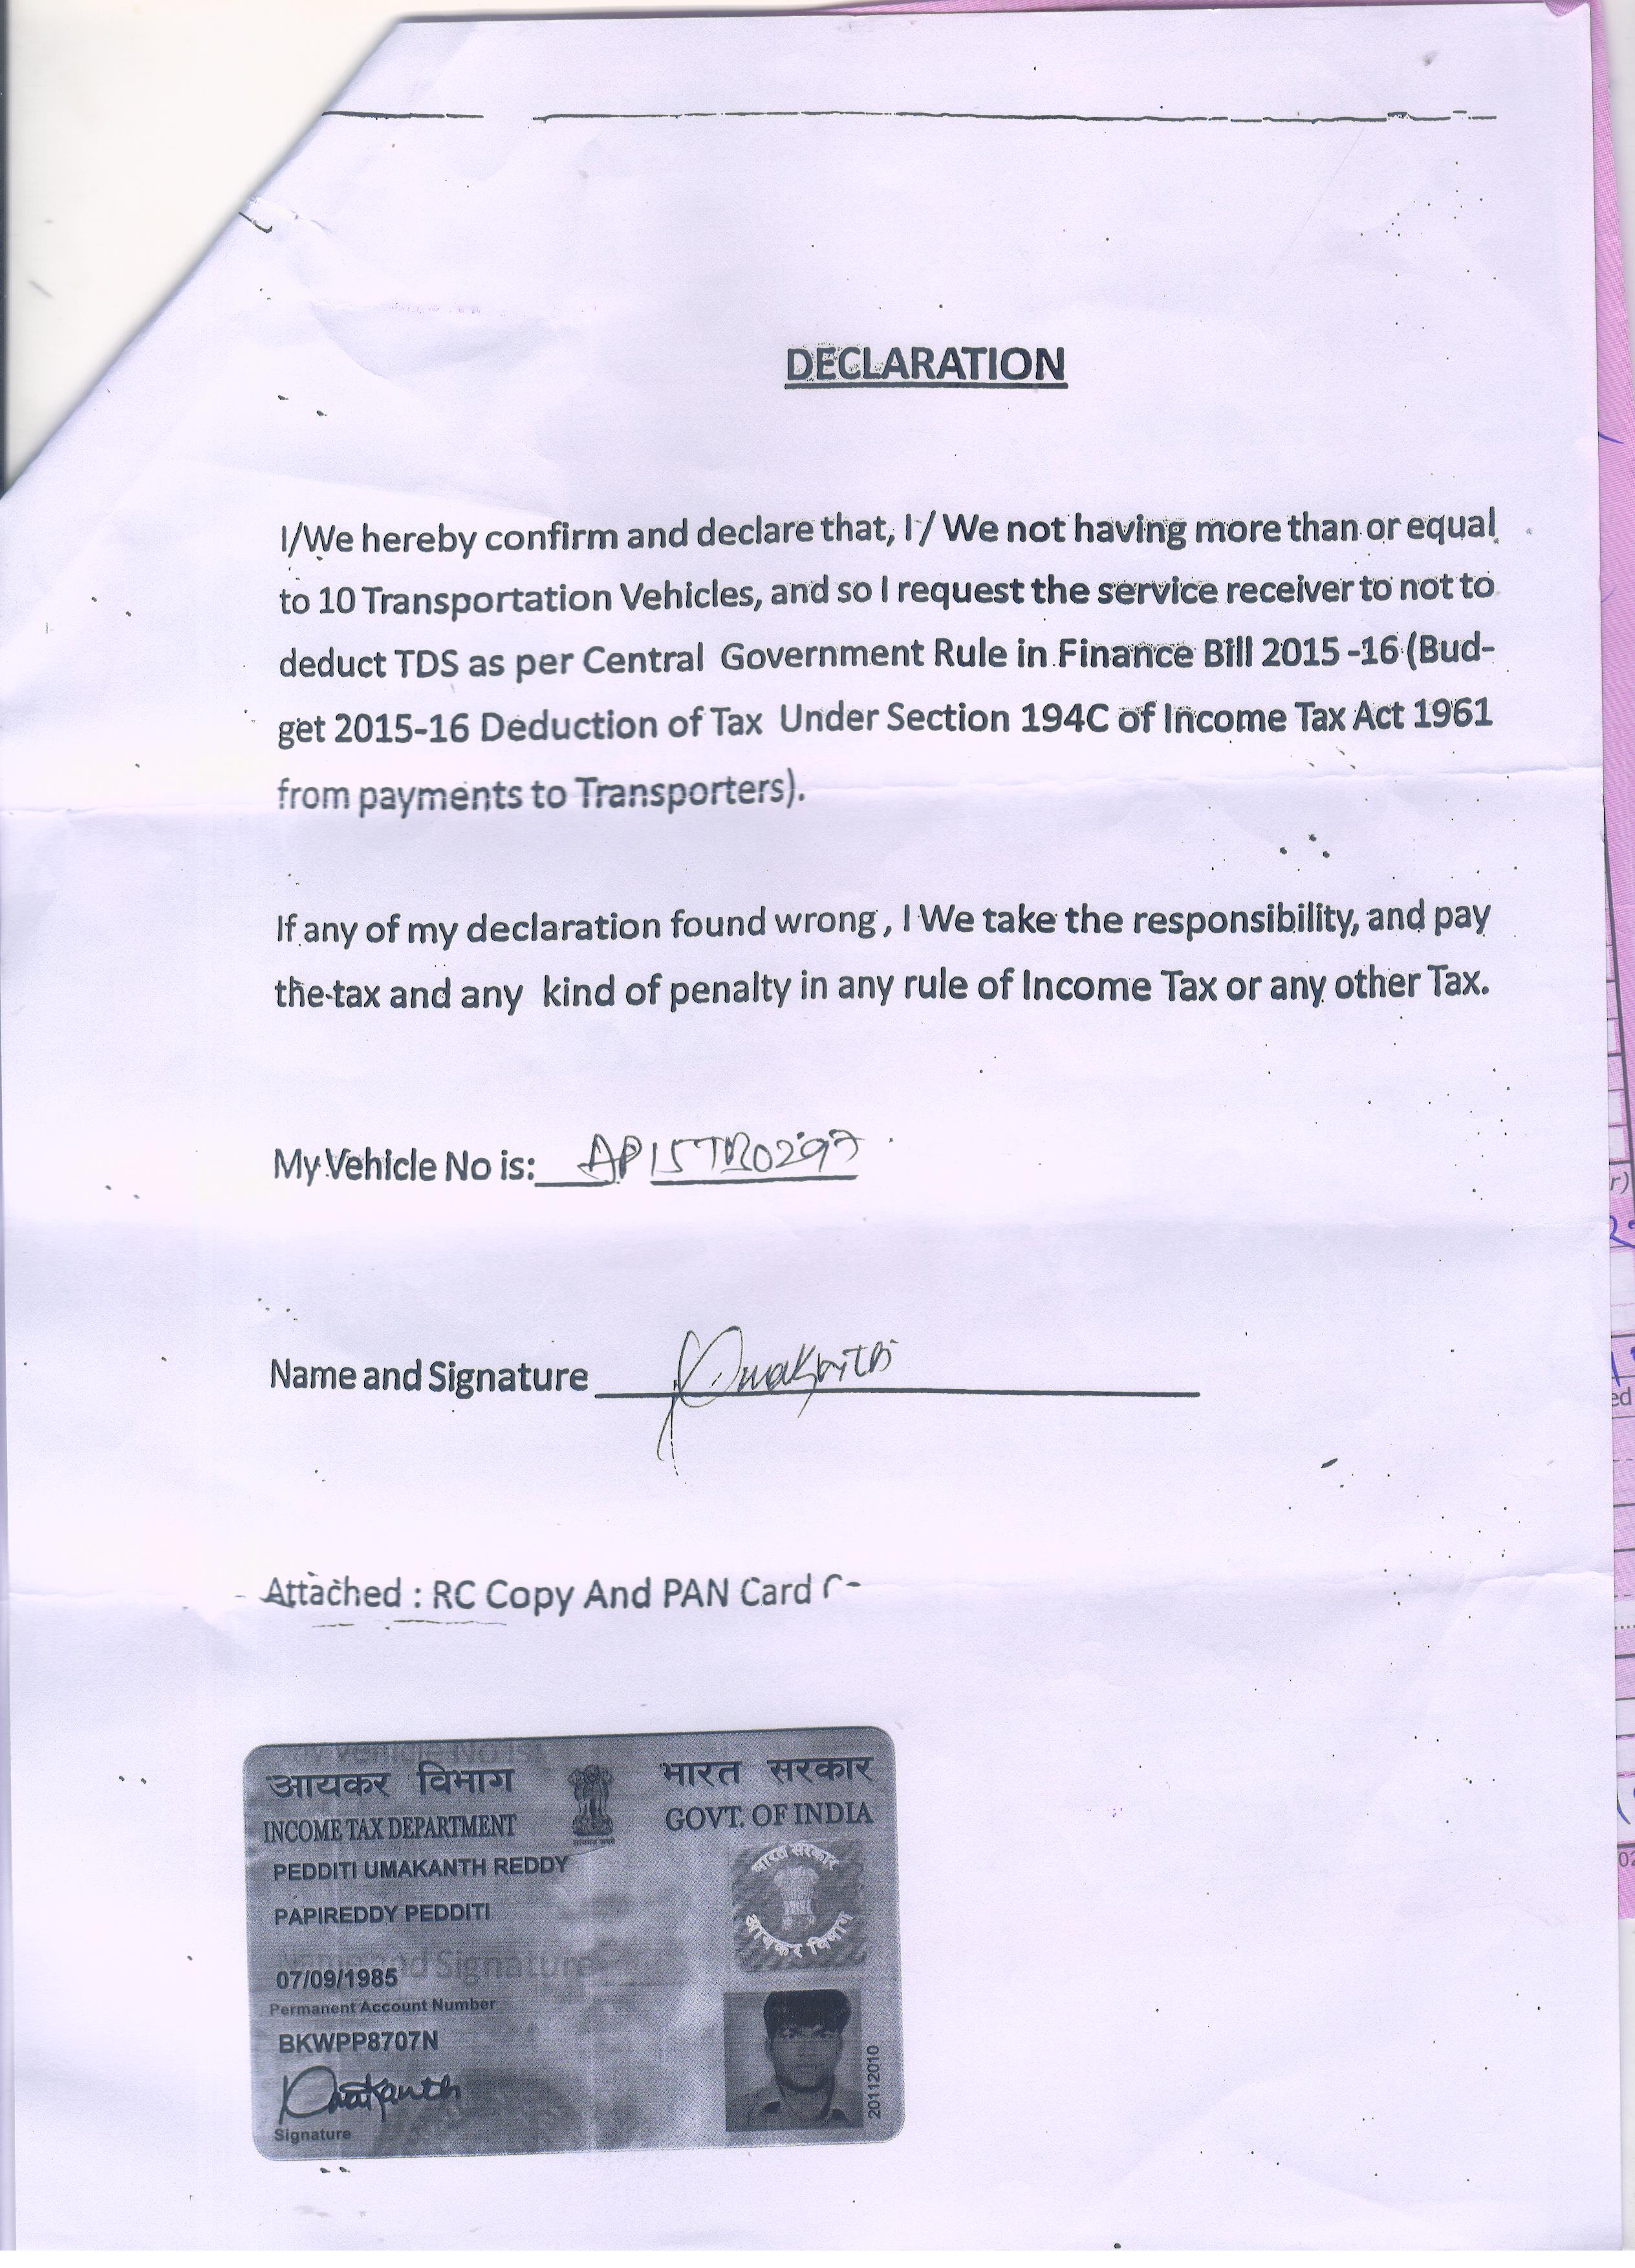 DECLARATION
I/We hereby confirm and declare that, I / We not having more than or equal
to 10 Transportation Vehicles, and so I request the service receiver to not to
deduct TDS as per Central Government Rule in Finance Bill 2015 -16 (Bud-
get 2015-16 Deduction of Tax Under Section 194C of Income Tax Act 1961
from payments to Transporters).
If any of my declaration found wrong , I We take the responsibility, and pay
the tax and any kind of penalty in any rule of Income Tax or any other Tax.
My Vehicle No is: AP15TR0297
Name and Signature
Attached : RC Copy And PAN Card
आयकर विभाग भारत सरकार
INCOME TAX DEPARTMENT GOVT. OF INDIA
PEDDITI UMAKANTH REDDY
भारत सरकार
PAPIREDDY PEDDITI
आयकर विभाग
07/09/1985
Permanent Account Number
BKWPP8707N
Umakanth
Signature
20112010